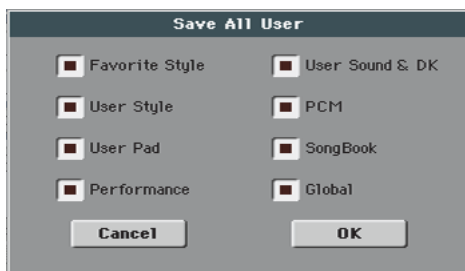 Save All User
Favorite Style
User Sound & DK
User Style
PCM
User Pad
SongBook
Performance
Global
Cancel
OK